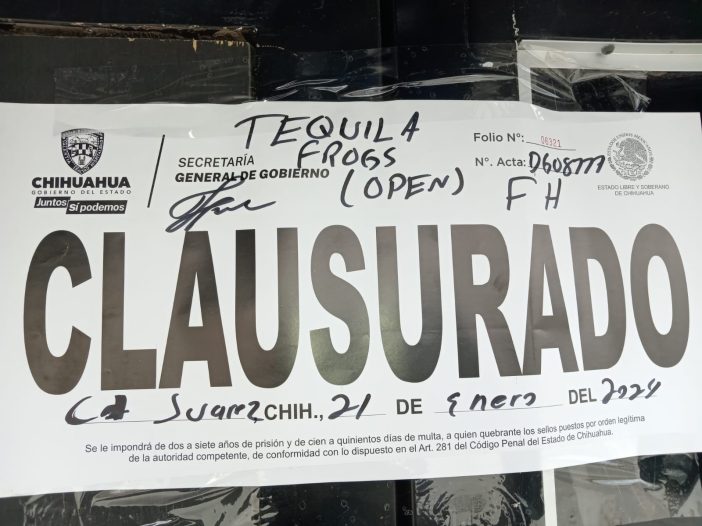 TEQUILA
FROGS
(OPEN)
CHIHUAHUA
GOBIERNO DEL ESTADO
Juntos Sí podemos
SECRETARÍA
GENERAL DE GOBIERNO
Folio N°: 06321
N°. Acta: DG08777
FH
ESTADO LIBRE Y SOBERANO
DE CHIHUAHUA
CLAUSURADO
Cd Juarez CHIH., 21 DE Enero DEL 2024
Se le impondrá de dos a siete años de prisión y de cien a quinientos días de multa, a quien quebrante los sellos puestos por orden legítima
de la autoridad competente, de conformidad con lo dispuesto en el Art. 281 del Código Penal del Estado de Chihuahua.